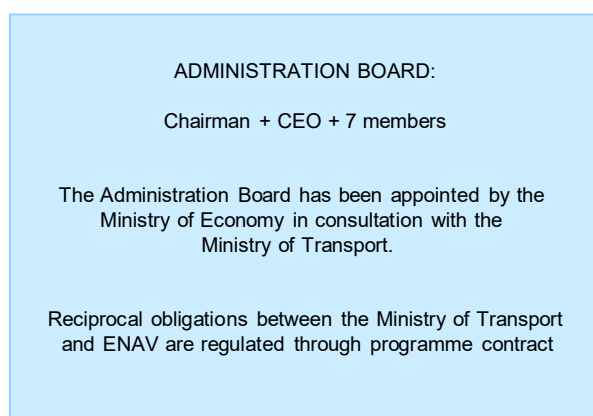 ADMINISTRATION BOARD:
Chairman + CEO + 7 members
The Administration Board has been appointed by the
Ministry of Economy in consultation with the
Ministry of Transport.
Reciprocal obligations between the Ministry of Transport
and ENAV are regulated through programme contract